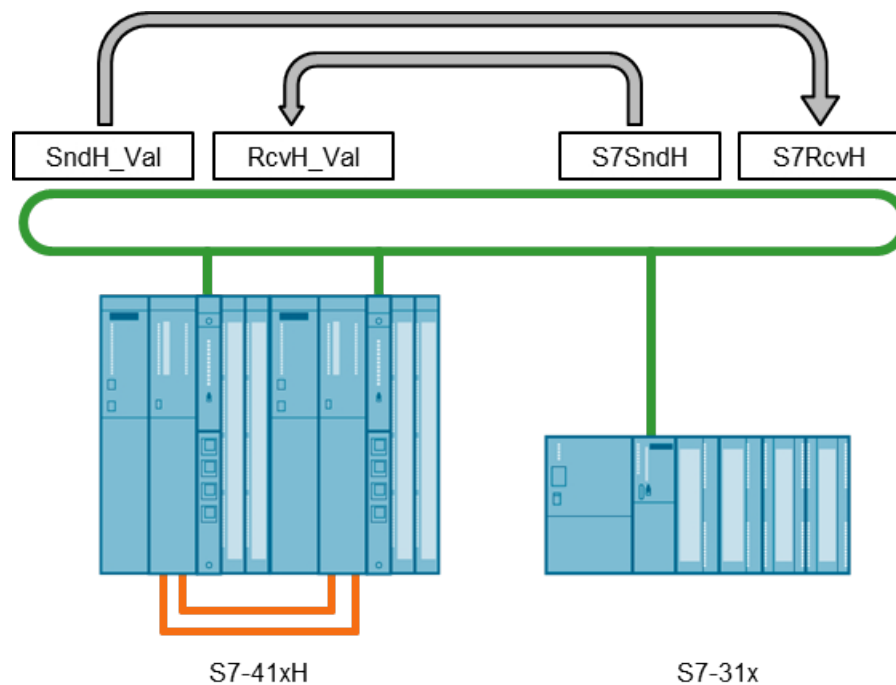 SndH_Val
RcvH_Val
S7SndH
S7RcvH
S7-41xH
S7-31x